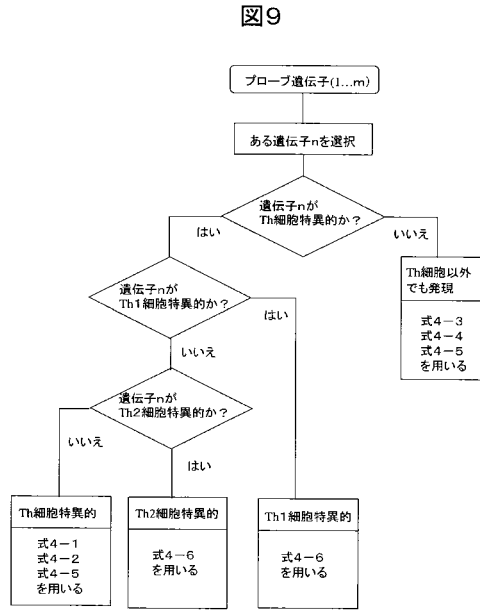 図9
プローブ遺伝子(1…m)
ある遺伝子nを選択
遺伝子nが
Th細胞特異的か？
はい
いいえ
Th細胞以外
でも発現
式4－3
式4－4
式4－5
を用いる
遺伝子nが
Th1細胞特異的か？
はい
いいえ
遺伝子nが
Th2細胞特異的か？
いいえ
はい
Th細胞特異的
式4－1
式4－2
式4－5
を用いる
Th2細胞特異的
式4－6
を用いる
Th1細胞特異的
式4－6
を用いる